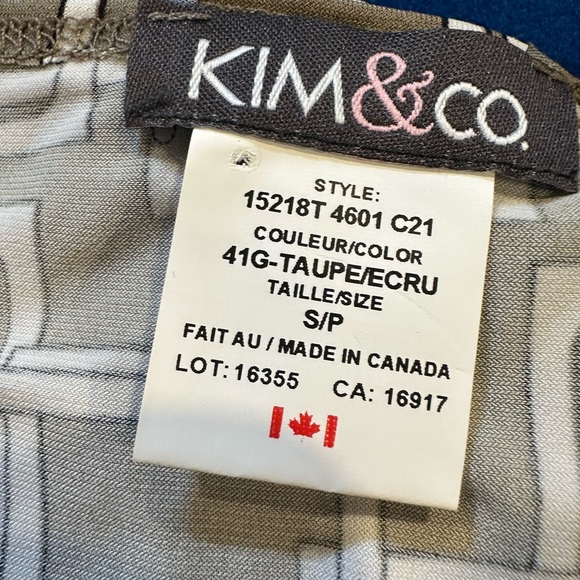 KIM&CO.
STYLE:
15218T 4601 C21
COULEUR/COLOR
41G-TAUPE/ECRU
TAILLE/SIZE
S/P
FAIT AU / MADE IN CANADA
LOT: 16355 CA: 16917